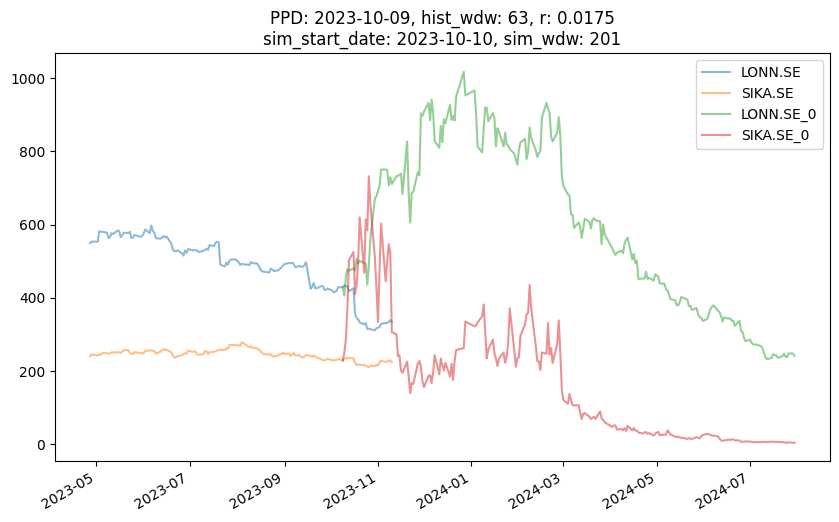 PPD: 2023-10-09, hist_wdw: 63, r: 0.0175
sim_start_date: 2023-10-10, sim_wdw: 201
LONN.SE
SIKA.SE
LONN.SE_0
SIKA.SE_0
1000
800
600
400
200
0
2023-05
2023-07
2023-09
2023-11
2024-01
2024-03
2024-05
2024-07